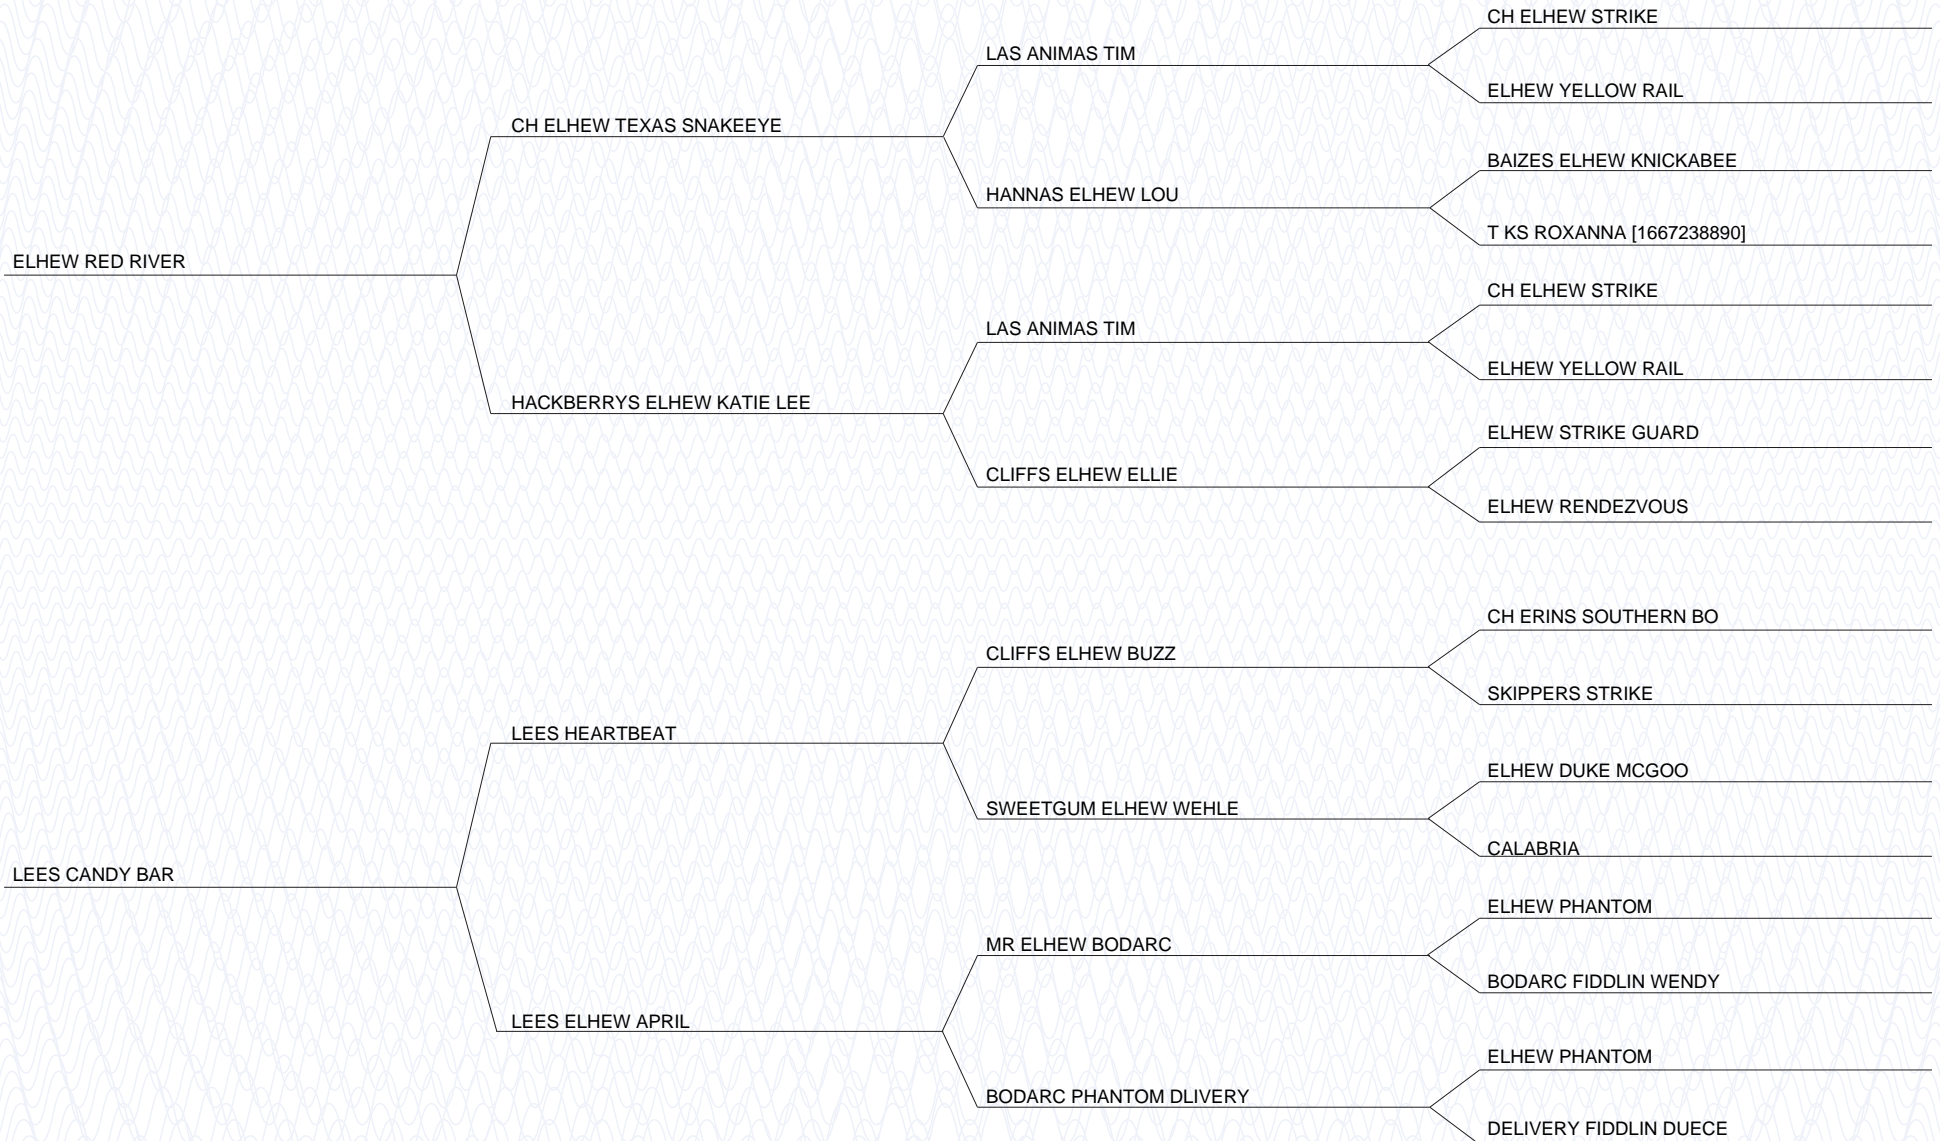 CH ELHEW STRIKE
LAS ANIMAS TIM
ELHEW YELLOW RAIL
CH ELHEW TEXAS SNAKEEYE
BAIZES ELHEW KNICKABEE
HANNAS ELHEW LOU
T KS ROXANNA [1667238890]
ELHEW RED RIVER
CH ELHEW STRIKE
LAS ANIMAS TIM
ELHEW YELLOW RAIL
HACKBERRYS ELHEW KATIE LEE
ELHEW STRIKE GUARD
CLIFFS ELHEW ELLIE
ELHEW RENDEZVOUS
CH ERINS SOUTHERN BO
CLIFFS ELHEW BUZZ
SKIPPERS STRIKE
LEES HEARTBEAT
ELHEW DUKE MCGOO
SWEETGUM ELHEW WEHLE
CALABRIA
LEES CANDY BAR
ELHEW PHANTOM
MR ELHEW BODARC
BODARC FIDDLIN WENDY
LEES ELHEW APRIL
ELHEW PHANTOM
BODARC PHANTOM DLIVERY
DELIVERY FIDDLIN DUECE